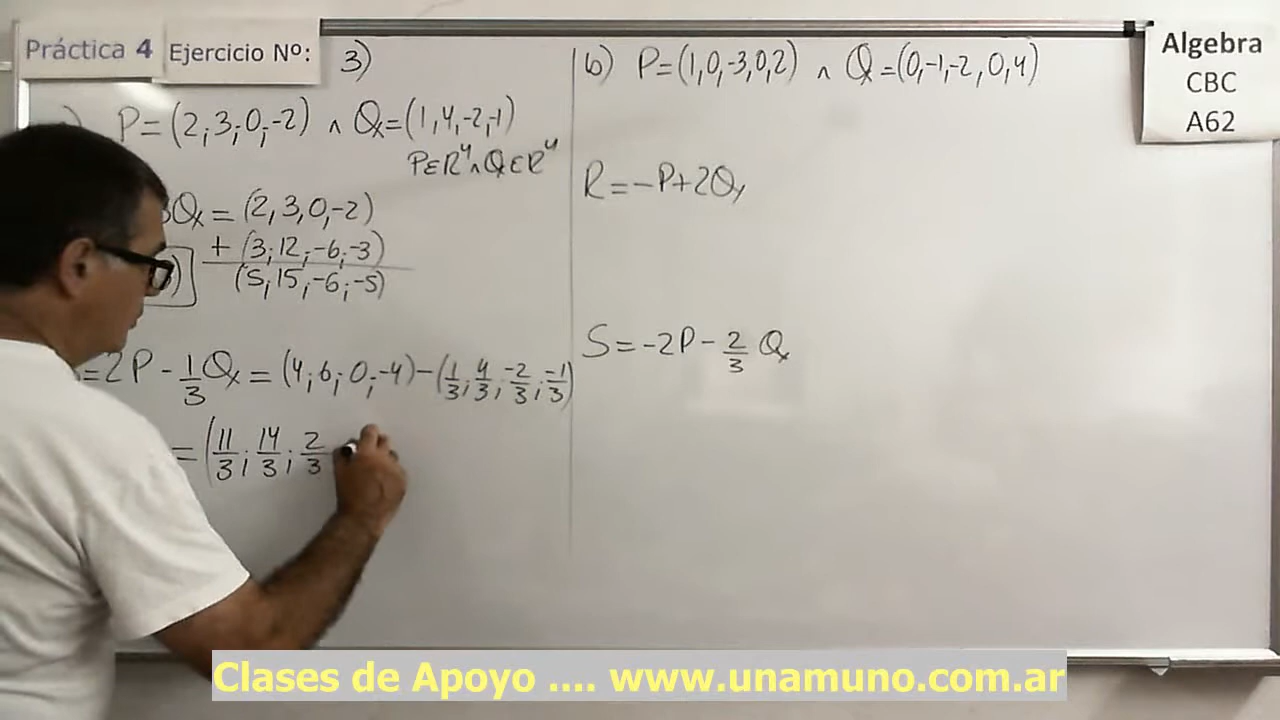 Práctica 4 Ejercicio Nº: 3)
P=(2;3;0;-2) ∧ Q=(1,4,-2,-1)
P∈R⁴∧Q∈R⁴
3Q=(2,3,0,-2)
+(3;12;-6;-3)
(5,15,-6,-5)
=2P-1/3Q=(4;6;0;-4)-(1/3;4/3;-2/3;-1/3)
=(11/3;14/3;2/3
b) P=(1,0,-3,0,2) ∧ Q=(0,-1,-2,0,4)
R=-P+2Q
S=-2P-2/3 Q
Algebra
CBC
A62
Clases de Apoyo .... www.unamuno.com.ar